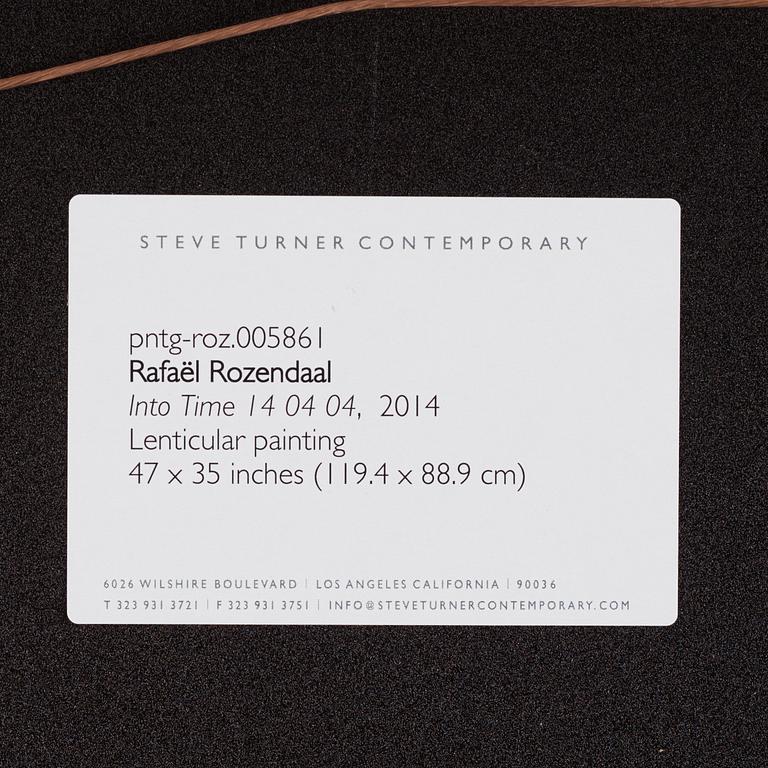 STEVE TURNER CONTEMPORARY
pntg-roz.005861
Rafaël Rozendaal
Into Time 14 04 04, 2014
Lenticular painting
47 x 35 inches (119.4 x 88.9 cm)
6026 WILSHIRE BOULEVARD | LOS ANGELES CALIFORNIA | 90036
T 323 931 3721 | F 323 931 3751 | INFO@STEVETURNERCONTEMPORARY.COM